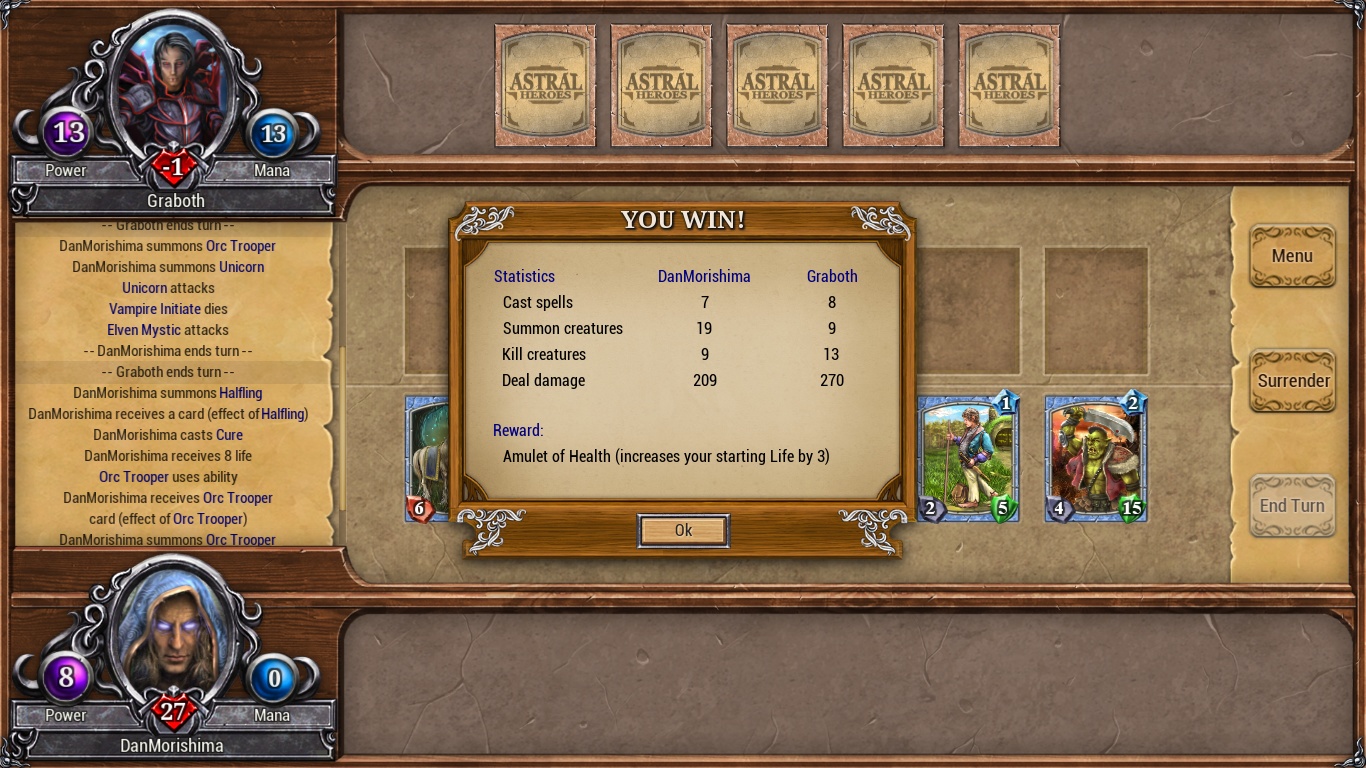 ASTRAL
HEROES
ASTRAL
HEROES
ASTRAL
HEROES
ASTRAL
HEROES
ASTRAL
HEROES
13
13
-1
Power
Mana
Graboth
-- Graboth ends turn --
DanMorishima summons Orc Trooper
DanMorishima summons Unicorn
Unicorn attacks
Vampire Initiate dies
Elven Mystic attacks
-- DanMorishima ends turn --
-- Graboth ends turn --
DanMorishima summons Halfling
DanMorishima receives a card (effect of Halfling)
DanMorishima casts Cure
DanMorishima receives 8 life
Orc Trooper uses ability
DanMorishima receives Orc Trooper
card (effect of Orc Trooper)
DanMorishima summons Orc Trooper
YOU WIN!
Statistics DanMorishima Graboth
Cast spells 7 8
Summon creatures 19 9
Kill creatures 9 13
Deal damage 209 270
Reward:
Amulet of Health (increases your starting Life by 3)
Ok
6
1
2 5
2
4 15
Menu
Surrender
End Turn
8
0
27
Power
Mana
DanMorishima